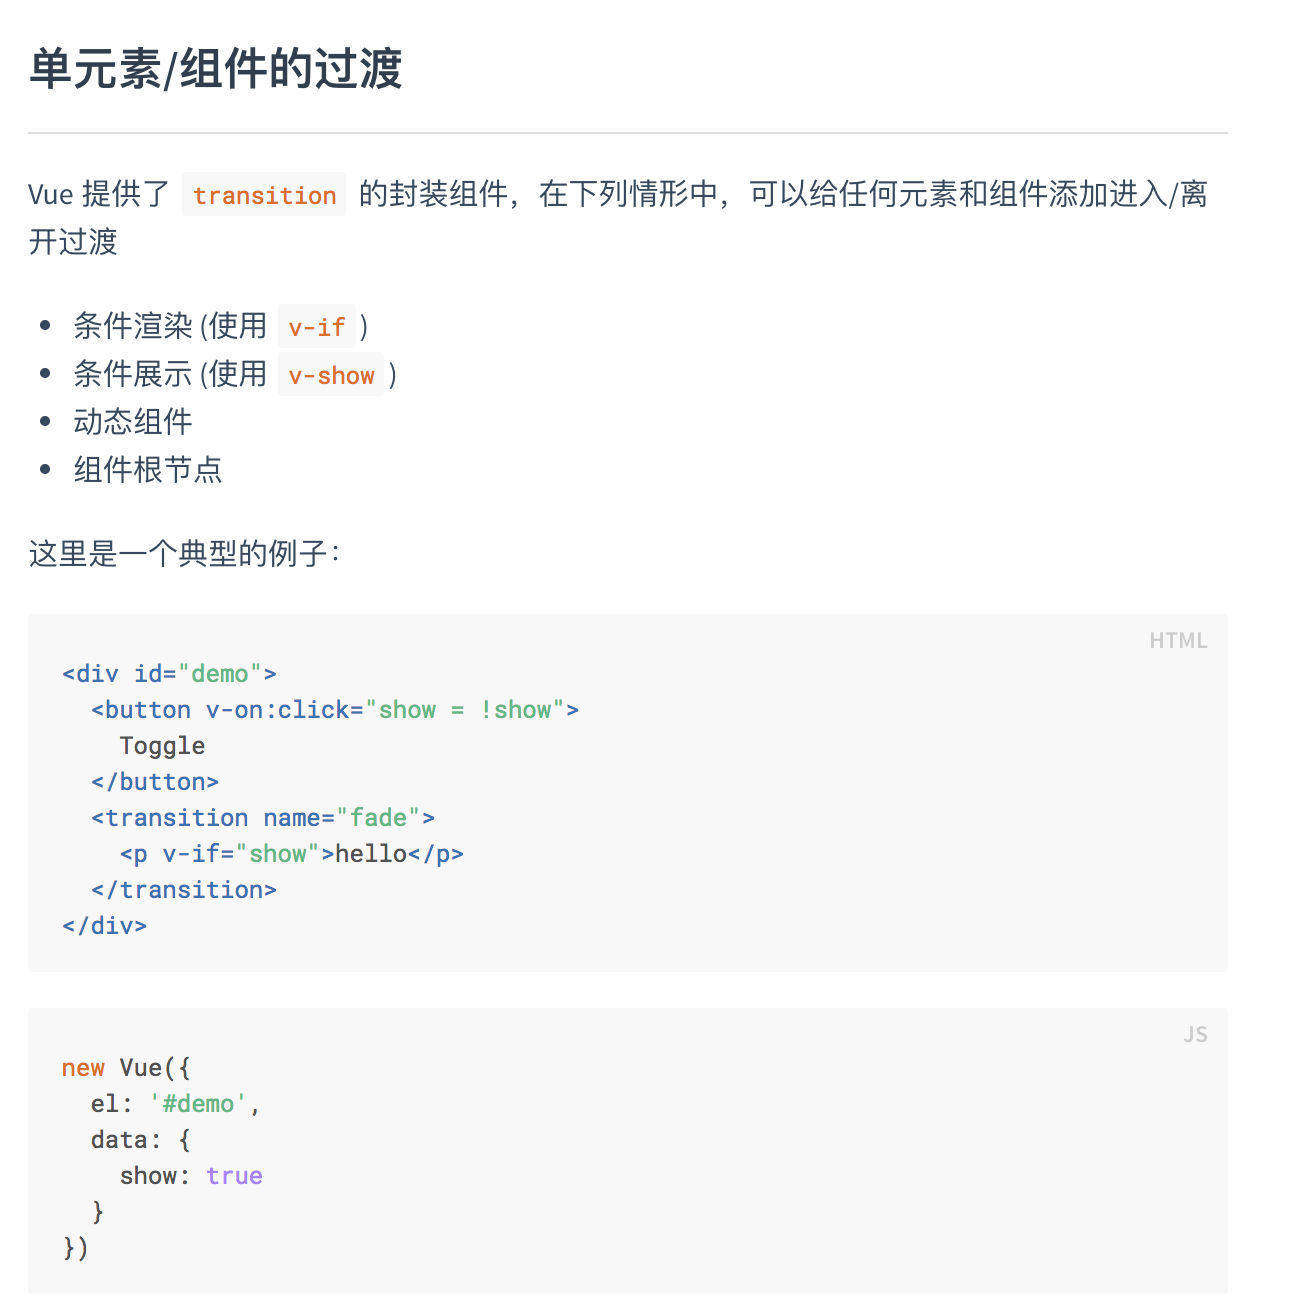 单元素/组件的过渡
Vue 提供了 transition 的封装组件，在下列情形中，可以给任何元素和组件添加进入/离
开过渡
条件渲染 (使用 v-if )
条件展示 (使用 v-show )
动态组件
组件根节点
这里是一个典型的例子：
HTML
<div id="demo">
  <button v-on:click="show = !show">
    Toggle
  </button>
  <transition name="fade">
    <p v-if="show">hello</p>
  </transition>
</div>
JS
new Vue({
  el: '#demo',
  data: {
    show: true
  }
})